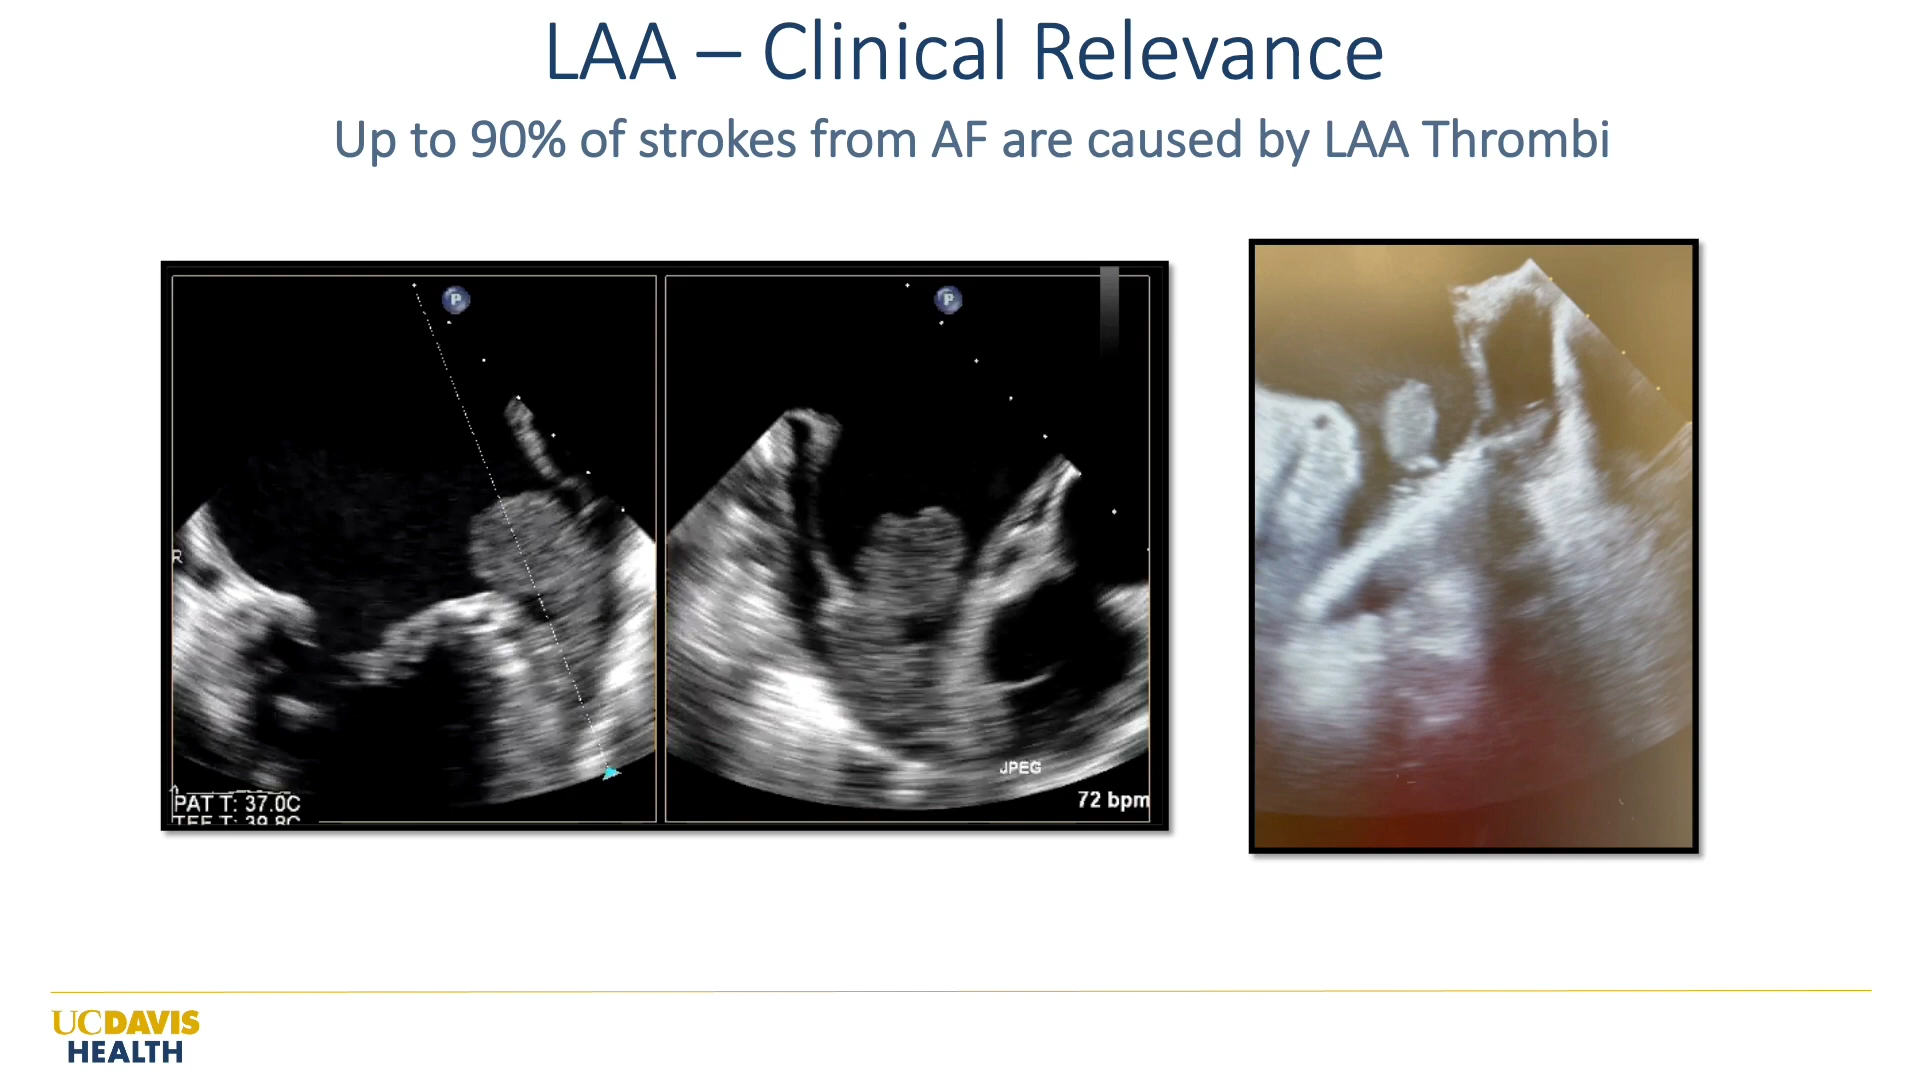 LAA – Clinical Relevance
Up to 90% of strokes from AF are caused by LAA Thrombi
P
P
R
PAT T: 37.0C
TEE T: 39.8C
JPEG
72 bpm
UCDAVIS
HEALTH